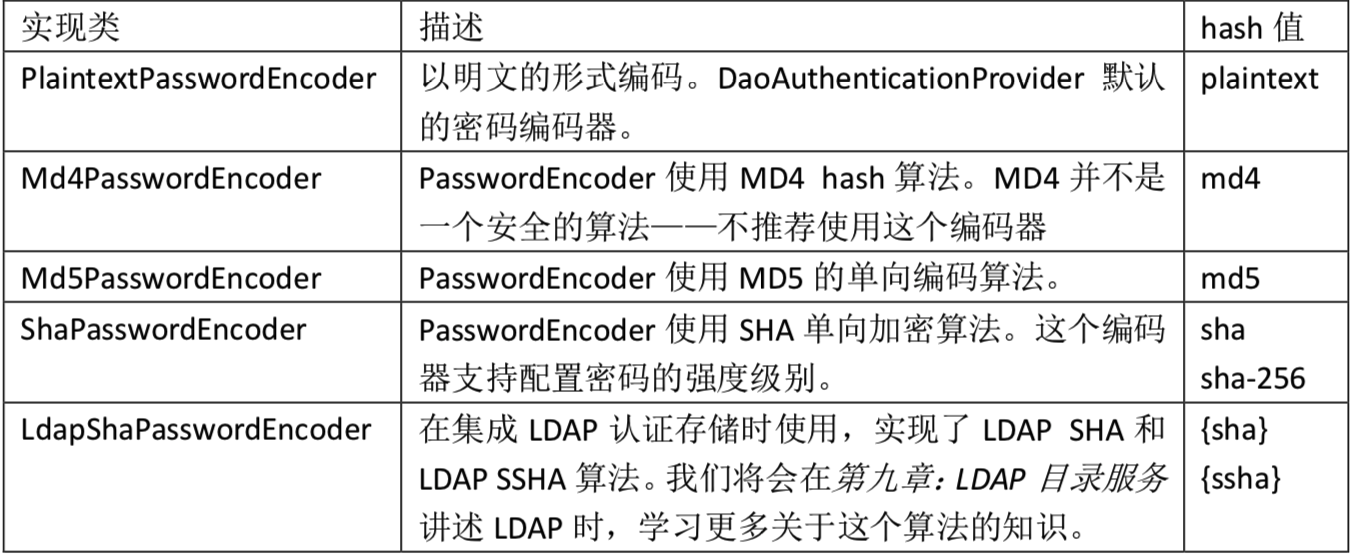 实现类 描述 hash 值
PlaintextPasswordEncoder 以明文的形式编码。DaoAuthenticationProvider 默认 plaintext
的密码编码器。
Md4PasswordEncoder PasswordEncoder 使用 MD4 hash 算法。MD4 并不是 md4
一个安全的算法——不推荐使用这个编码器
Md5PasswordEncoder PasswordEncoder 使用 MD5 的单向编码算法。 md5
ShaPasswordEncoder PasswordEncoder 使用 SHA 单向加密算法。这个编码 sha
器支持配置密码的强度级别。 sha-256
LdapShaPasswordEncoder 在集成 LDAP 认证存储时使用，实现了 LDAP SHA 和 {sha}
LDAP SSHA 算法。我们将会在第九章：LDAP 目录服务 {ssha}
讲述 LDAP 时，学习更多关于这个算法的知识。